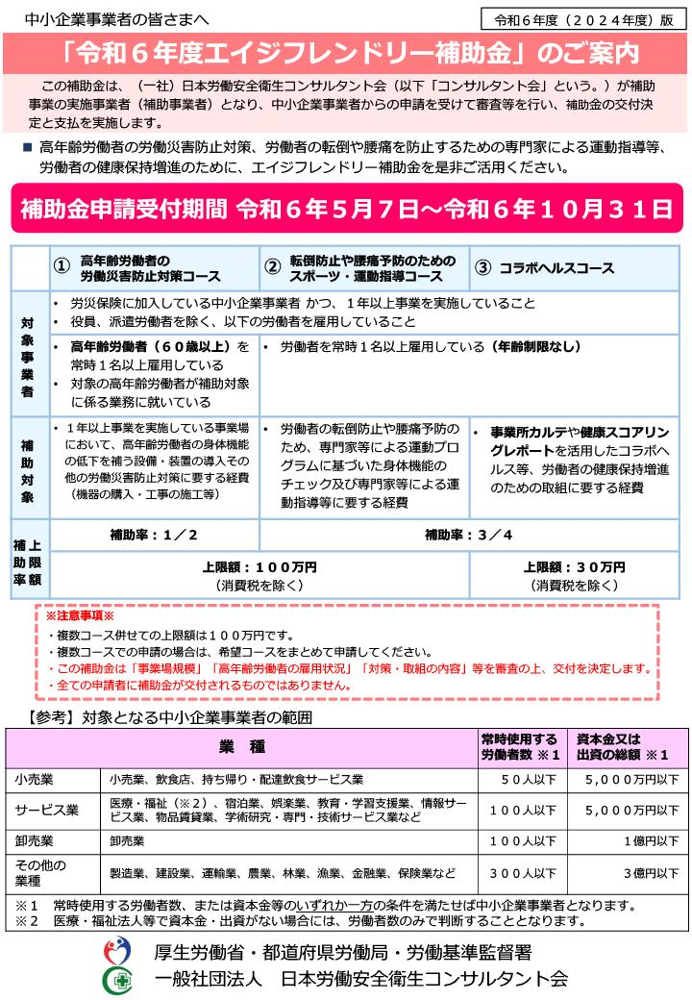 中小企業事業者の皆さまへ
令和６年度（２０２４年度）版
「令和６年度エイジフレンドリー補助金」のご案内
この補助金は、（一社）日本労働安全衛生コンサルタント会（以下「コンサルタント会」という。）が補助
事業の実施事業者（補助事業者）となり、中小企業事業者からの申請を受けて審査等を行い、補助金の交付決
定と支払を実施します。
■ 高年齢労働者の労働災害防止対策、労働者の転倒や腰痛を防止するための専門家による運動指導等、
労働者の健康保持増進のために、エイジフレンドリー補助金を是非ご活用ください。
補助金申請受付期間 令和６年５月７日～令和６年１０月３１日
① 高年齢労働者の
労働災害防止対策コース
② 転倒防止や腰痛予防のための
スポーツ・運動指導コース
③ コラボヘルスコース
対象事業者
• 労災保険に加入している中小企業事業者 かつ、１年以上事業を実施していること
• 役員、派遣労働者を除く、以下の労働者を雇用していること
• 高年齢労働者（６０歳以上）を
常時１名以上雇用している
• 対象の高年齢労働者が補助対象
に係る業務に就いている
• 労働者を常時１名以上雇用している（年齢制限なし）
補助対象
• １年以上事業を実施している事業場
において、高年齢労働者の身体機能
の低下を補う設備・装置の導入その
他の労働災害防止対策に要する経費
（機器の購入・工事の施工等）
• 労働者の転倒防止や腰痛予防の
ため、専門家等による運動プロ
グラムに基づいた身体機能の
チェック及び専門家等による運
動指導等に要する経費
• 事業所カルテや健康スコアリン
グレポートを活用したコラボヘ
ルス等、労働者の健康保持増進
のための取組に要する経費
補助率
上限額
補助率：１／２
補助率：３／４
上限額：１００万円
（消費税を除く）
上限額：３０万円
（消費税を除く）
※注意事項※
・複数コース併せての上限額は１００万円です。
・複数コースでの申請の場合は、希望コースをまとめて申請してください。
・この補助金は「事業場規模」「高年齢労働者の雇用状況」「対策・取組の内容」等を審査の上、交付を決定します。
・全ての申請者に補助金が交付されるものではありません。
【参考】対象となる中小企業事業者の範囲
業 種
常時使用する
労働者数 ※１
資本金又は
出資の総額 ※１
小売業
小売業、飲食店、持ち帰り・配達飲食サービス業
５０人以下
５,０００万円以下
サービス業
医療・福祉（※２）、宿泊業、娯楽業、教育・学習支援業、情報サー
ビス業、物品賃貸業、学術研究・専門・技術サービス業など
１００人以下
５,０００万円以下
卸売業
卸売業
１００人以下
１億円以下
その他の
業種
製造業、建設業、運輸業、農業、林業、漁業、金融業、保険業など
３００人以下
３億円以下
※１ 常時使用する労働者数、または資本金等のいずれか一方の条件を満たせば中小企業事業者となります。
※２ 医療・福祉法人等で資本金・出資がない場合には、労働者数のみで判断することとなります。
厚生労働省・都道府県労働局・労働基準監督署
一般社団法人 日本労働安全衛生コンサルタント会